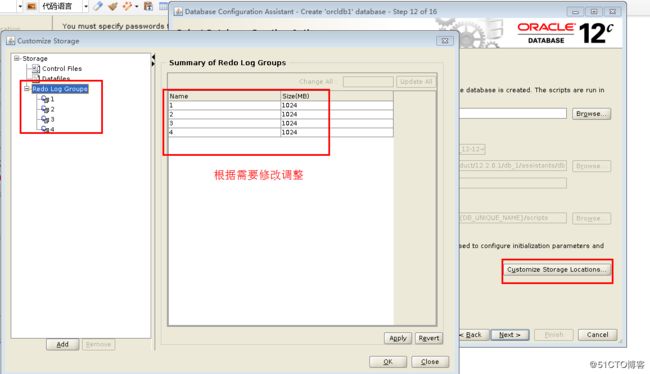 代码语言
You must specify passwords f
Database Configuration Assistant - Create 'orcldb1' database - Step 12 of 16
ORACLE
DATABASE 12c
Customize Storage
Storage
Control Files
Datafiles
Redo Log Groups
1
2
3
4
Summary of Redo Log Groups
Change All
Update All
Name Size(MB)
1 1024
2 1024
3 1024
4 1024
根据需要修改调整
e database is created. The scripts are run in
Browse...
12-12-
oduct/12.2.0.1/db_1/assistants/db
Browse...
{DB_UNIQUE_NAME}/scripts
Browse...
sed to configure initialization parameters and
Customize Storage Locations...
Add
Remove
Apply
Revert
OK
Close
< Back
Next >
Finish
Cancel
@51CTO博客